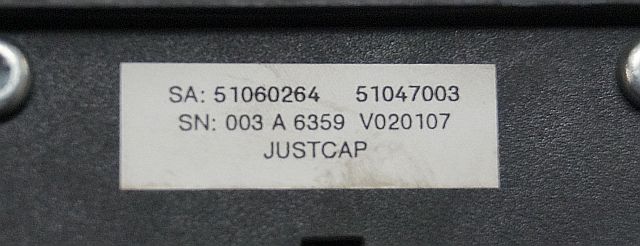 SA: 51060264 51047003
SN: 003 A 6359 V020107
JUSTCAP